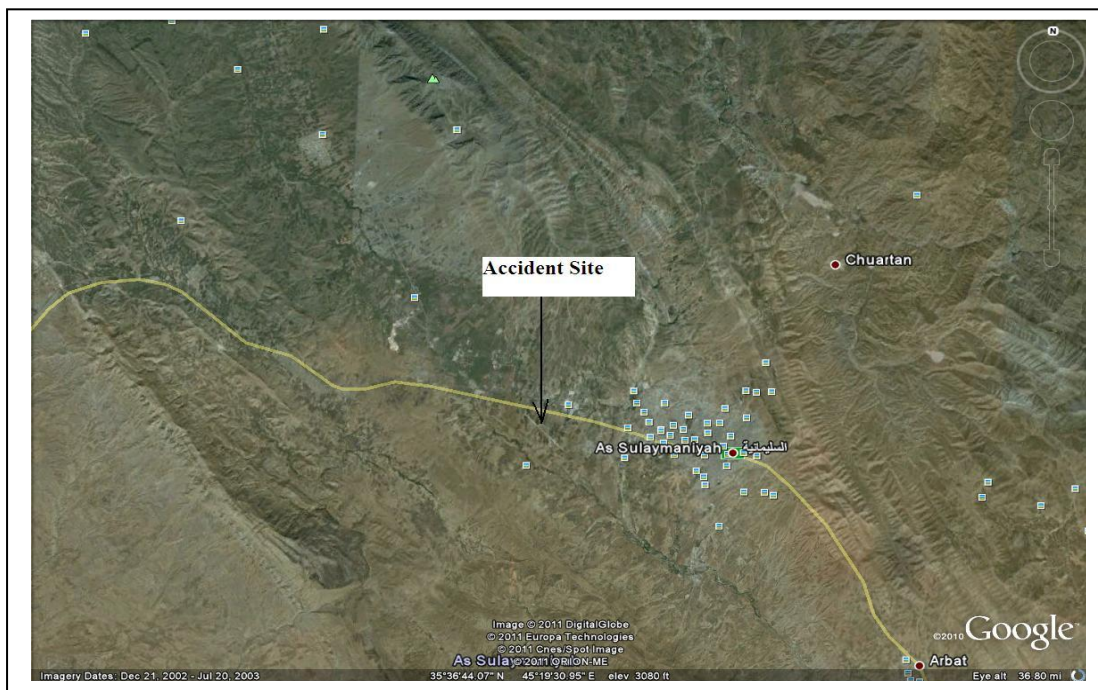 N
Chuartan
Accident Site
As Sulaymaniyah
السليمانية
Image © 2011 DigitalGlobe
© 2011 Europa Technologies
© 2011 Cnes/Spot Image
© 2011 ORION-ME
©2010 Google™
Arbat
Imagery Dates: Dec 21, 2002 - Jul 20, 2003
35°36'44.07" N 45°19'30.95" E elev 3080 ft
Eye alt 36.80 mi